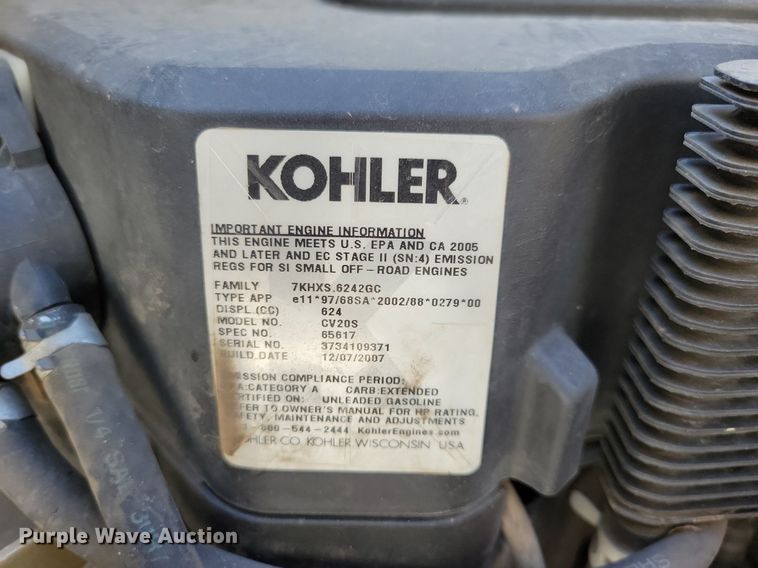 KOHLER®
IMPORTANT ENGINE INFORMATION
THIS ENGINE MEETS U.S. EPA AND CA 2005
AND LATER AND EC STAGE II (SN:4) EMISSION
REGS FOR SI SMALL OFF-ROAD ENGINES
FAMILY 7KHXS.6242GC
TYPE APP e11*97/68SA*2002/88*0279*00
DISPL.(CC) 624
MODEL NO. CV20S
SPEC NO. 65617
SERIAL NO. 3734109371
BUILD DATE 12/07/2007
EMISSION COMPLIANCE PERIOD:
CATEGORY A CARB:EXTENDED
CERTIFIED ON: UNLEADED GASOLINE
REFER TO OWNER'S MANUAL FOR HP RATING,
SAFETY, MAINTENANCE AND ADJUSTMENTS
1-800-544-2444 KohlerEngines.com
KOHLER CO. KOHLER WISCONSIN USA
Purple Wave Auction